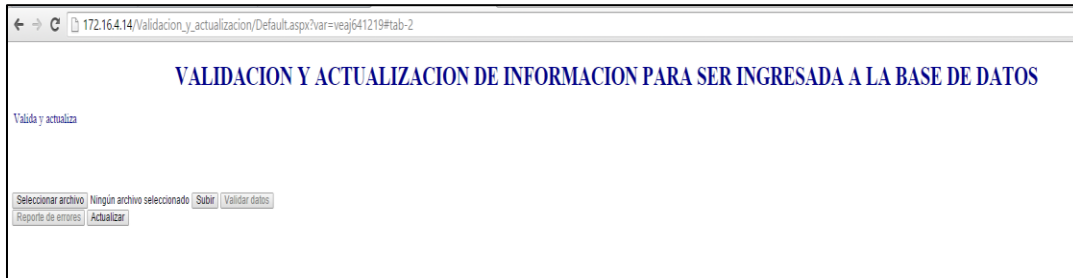 172.16.4.14/Validacion_y_actualizacion/Default.aspx?var=veaj641219#tab-2
VALIDACION Y ACTUALIZACION DE INFORMACION PARA SER INGRESADA A LA BASE DE DATOS
Valida y actualiza
Seleccionar archivo Ningún archivo seleccionado Subir Validar datos
Reporte de errores Actualizar